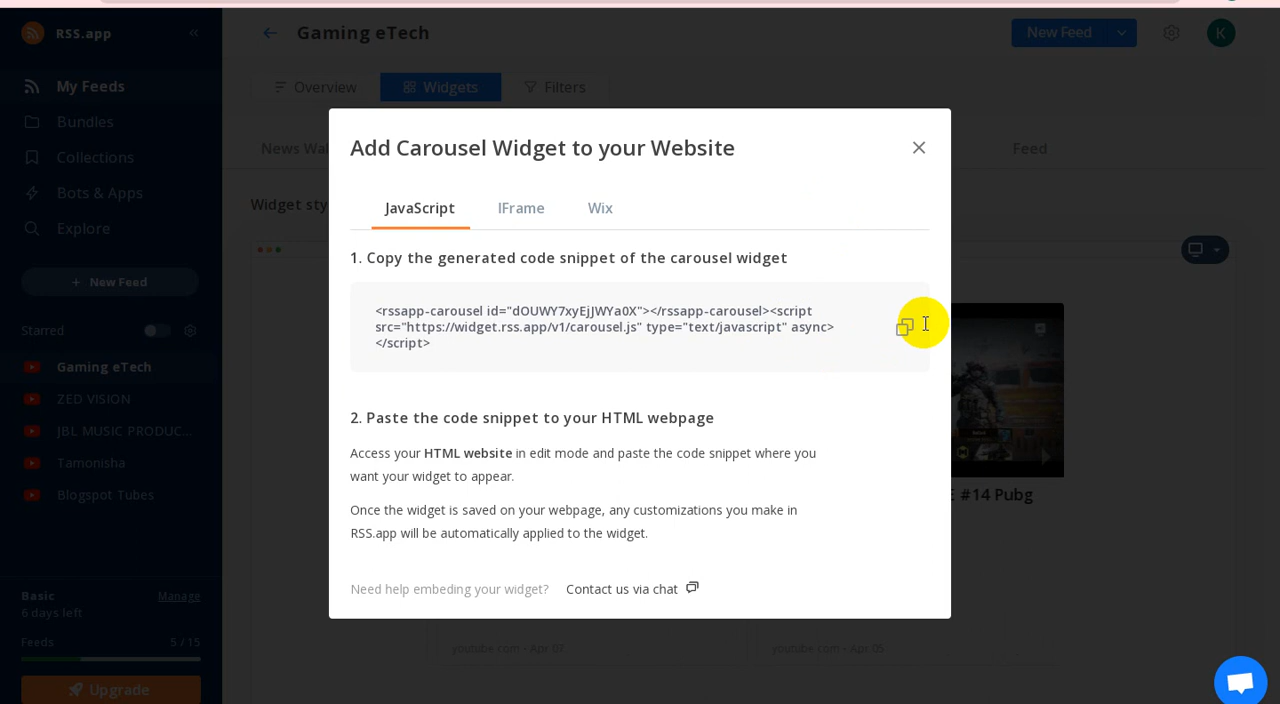 RSS.app
«
Gaming eTech
New Feed
K
My Feeds
Bundles
Collections
Bots & Apps
Explore
+ New Feed
Starred
Gaming eTech
ZED VISION
JBL MUSIC PRODUC...
Tamonisha
Blogspot Tubes
Basic
Manage
6 days left
Feeds
5 / 15
Upgrade
Overview
Widgets
Filters
News Wal
Feed
Widget sty
Add Carousel Widget to your Website
JavaScript
IFrame
Wix
1. Copy the generated code snippet of the carousel widget
<rssapp-carousel id="dOUWY7xyEjJWYa0X"></rssapp-carousel><script
src="https://widget.rss.app/v1/carousel.js" type="text/javascript" async>
</script>
2. Paste the code snippet to your HTML webpage
Access your HTML website in edit mode and paste the code snippet where you
want your widget to appear.
Once the widget is saved on your webpage, any customizations you make in
RSS.app will be automatically applied to the widget.
Need help embeding your widget?
Contact us via chat
E #14 Pubg
youtube.com • Apr 07
youtube.com • Apr 05